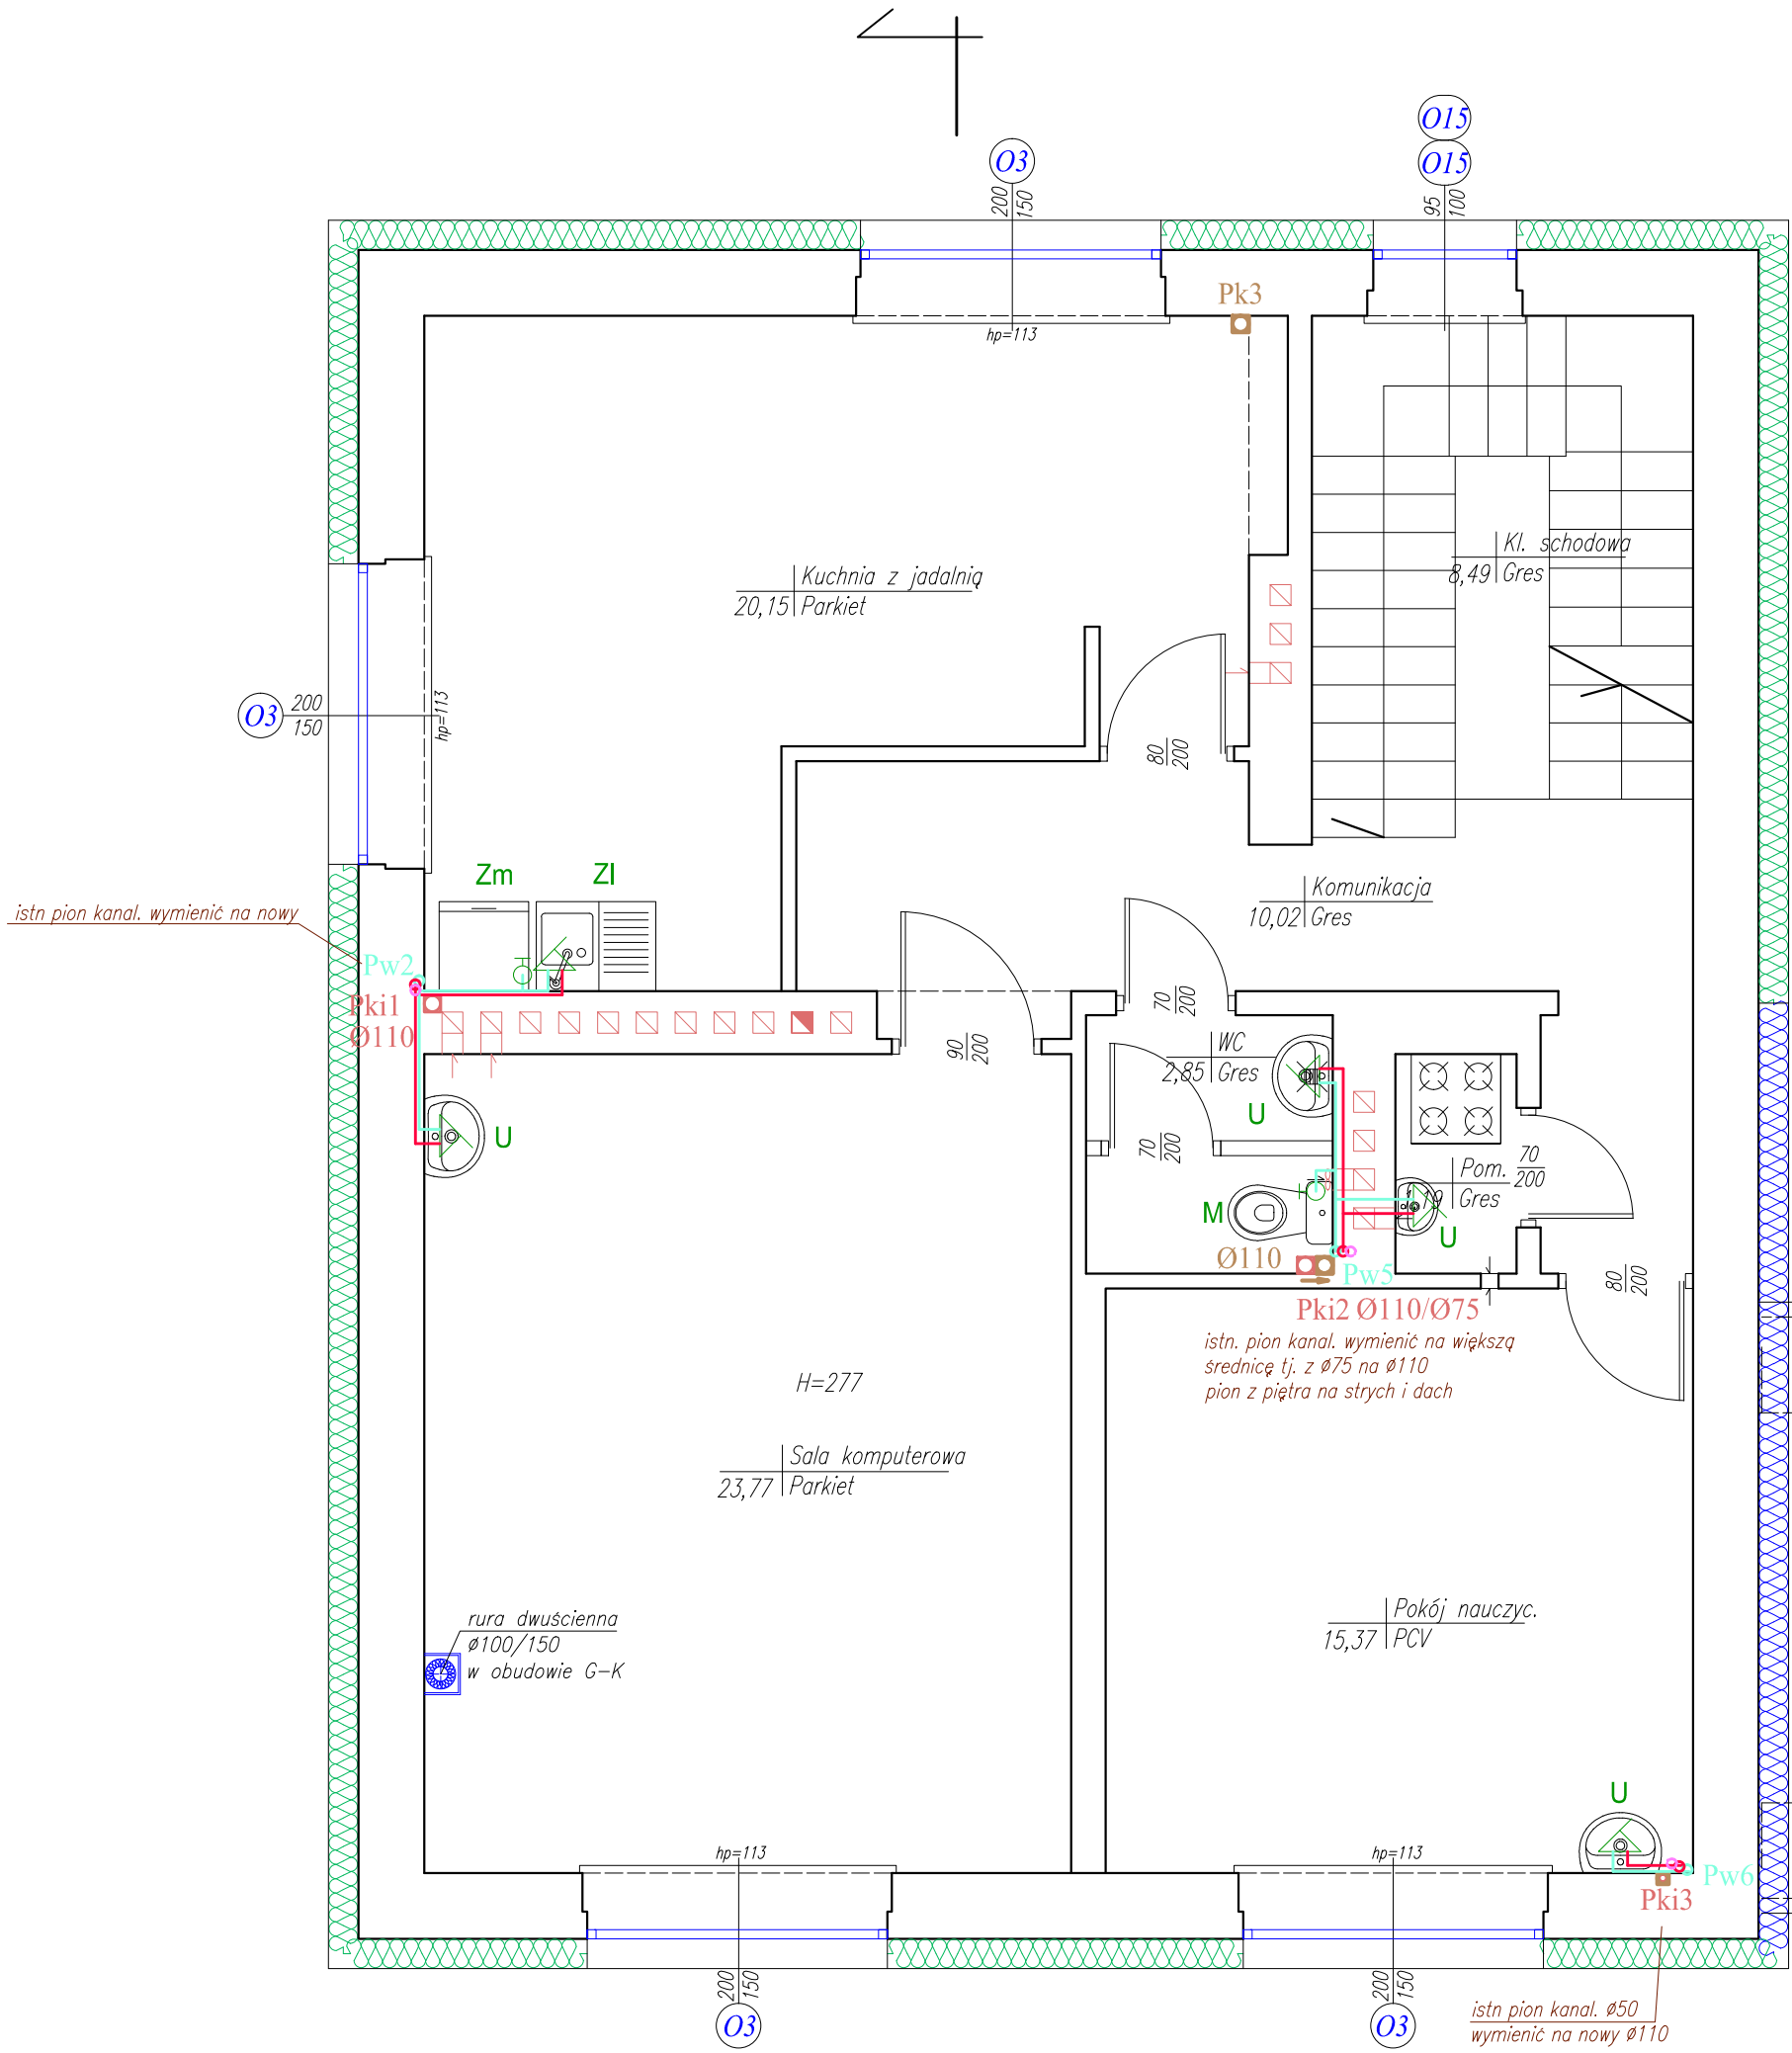 O15
O3
O15
200
150
95
100
Pk3
hp=113
Kl. schodowa
8,49 Gres
Kuchnia z jadalnią
20,15 Parkiet
O3
200
150
hp=113
80
200
Zm
Zl
Komunikacja
10,02 Gres
istn pion kanal. wymienić na nowy
Pw2
Pki1
Ø110
70
200
90
200
WC
2,85 Gres
U
U
70
200
Pom.
Gres
70
200
M
U
Ø110
Pw5
80
200
Pki2 Ø110/Ø75
istn. pion kanal. wymienić na większą
średnicę tj. z ø75 na ø110
pion z piętra na strych i dach
H=277
Sala komputerowa
23,77 Parkiet
Pokój nauczyc.
15,37 PCV
rura dwuścienna
ø100/150
w obudowie G-K
U
hp=113
hp=113
Pw6
Pki3
200
150
200
150
O3
O3
istn pion kanal. ø50
wymienić na nowy ø110